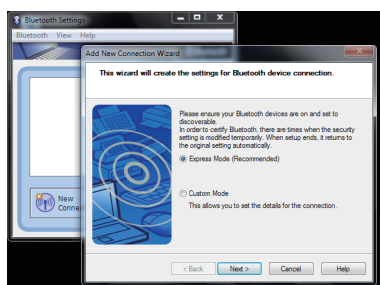 Bluetooth Settings
Bluetooth View Help
Add New Connection Wizard
This wizard will create the settings for Bluetooth device connection.
Please ensure your Bluetooth devices are on and set to
discoverable.
In order to certify Bluetooth, there are times when the security
setting is modified temporarily. When setup ends, it returns to
the original setting automatically.
Express Mode (Recommended)
Custom Mode
This allows you to set the details for the connection.
New
Connec
< Back Next > Cancel Help